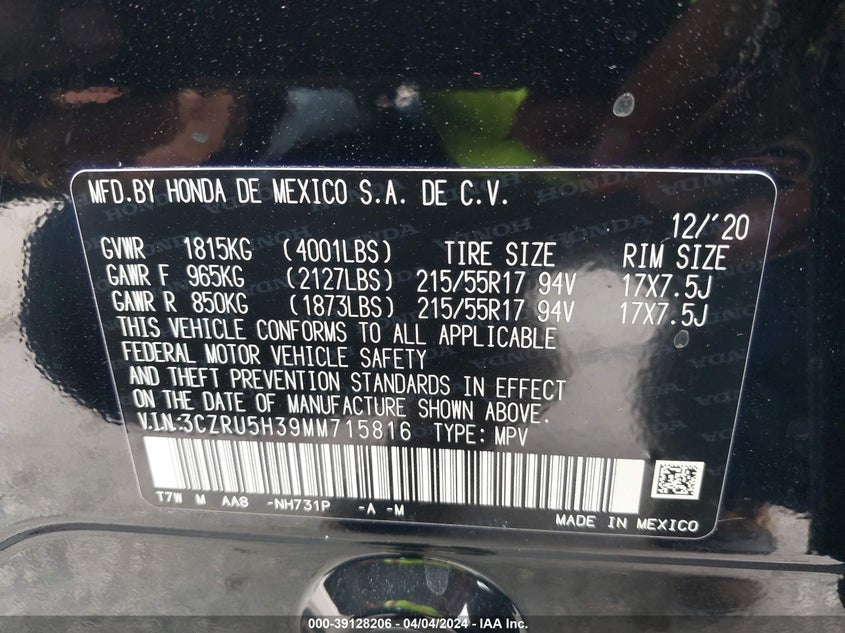 MFD.BY HONDA DE MEXICO S.A. DE C.V.
12/'20
GVWR 1815KG (4001LBS) TIRE SIZE RIM SIZE
GAWR F 965KG (2127LBS) 215/55R17 94V 17X7.5J
GAWR R 850KG (1873LBS) 215/55R17 94V 17X7.5J
THIS VEHICLE CONFORMS TO ALL APPLICABLE
FEDERAL MOTOR VEHICLE SAFETY
AND THEFT PREVENTION STANDARDS IN EFFECT
ON THE DATE OF MANUFACTURE SHOWN ABOVE.
V.I.N:3CZRU5H39MM715816 TYPE: MPV
T7W M AA8 -NH731P -A -M
MADE IN MEXICO
000-39128206 - 04/04/2024 - IAA Inc.